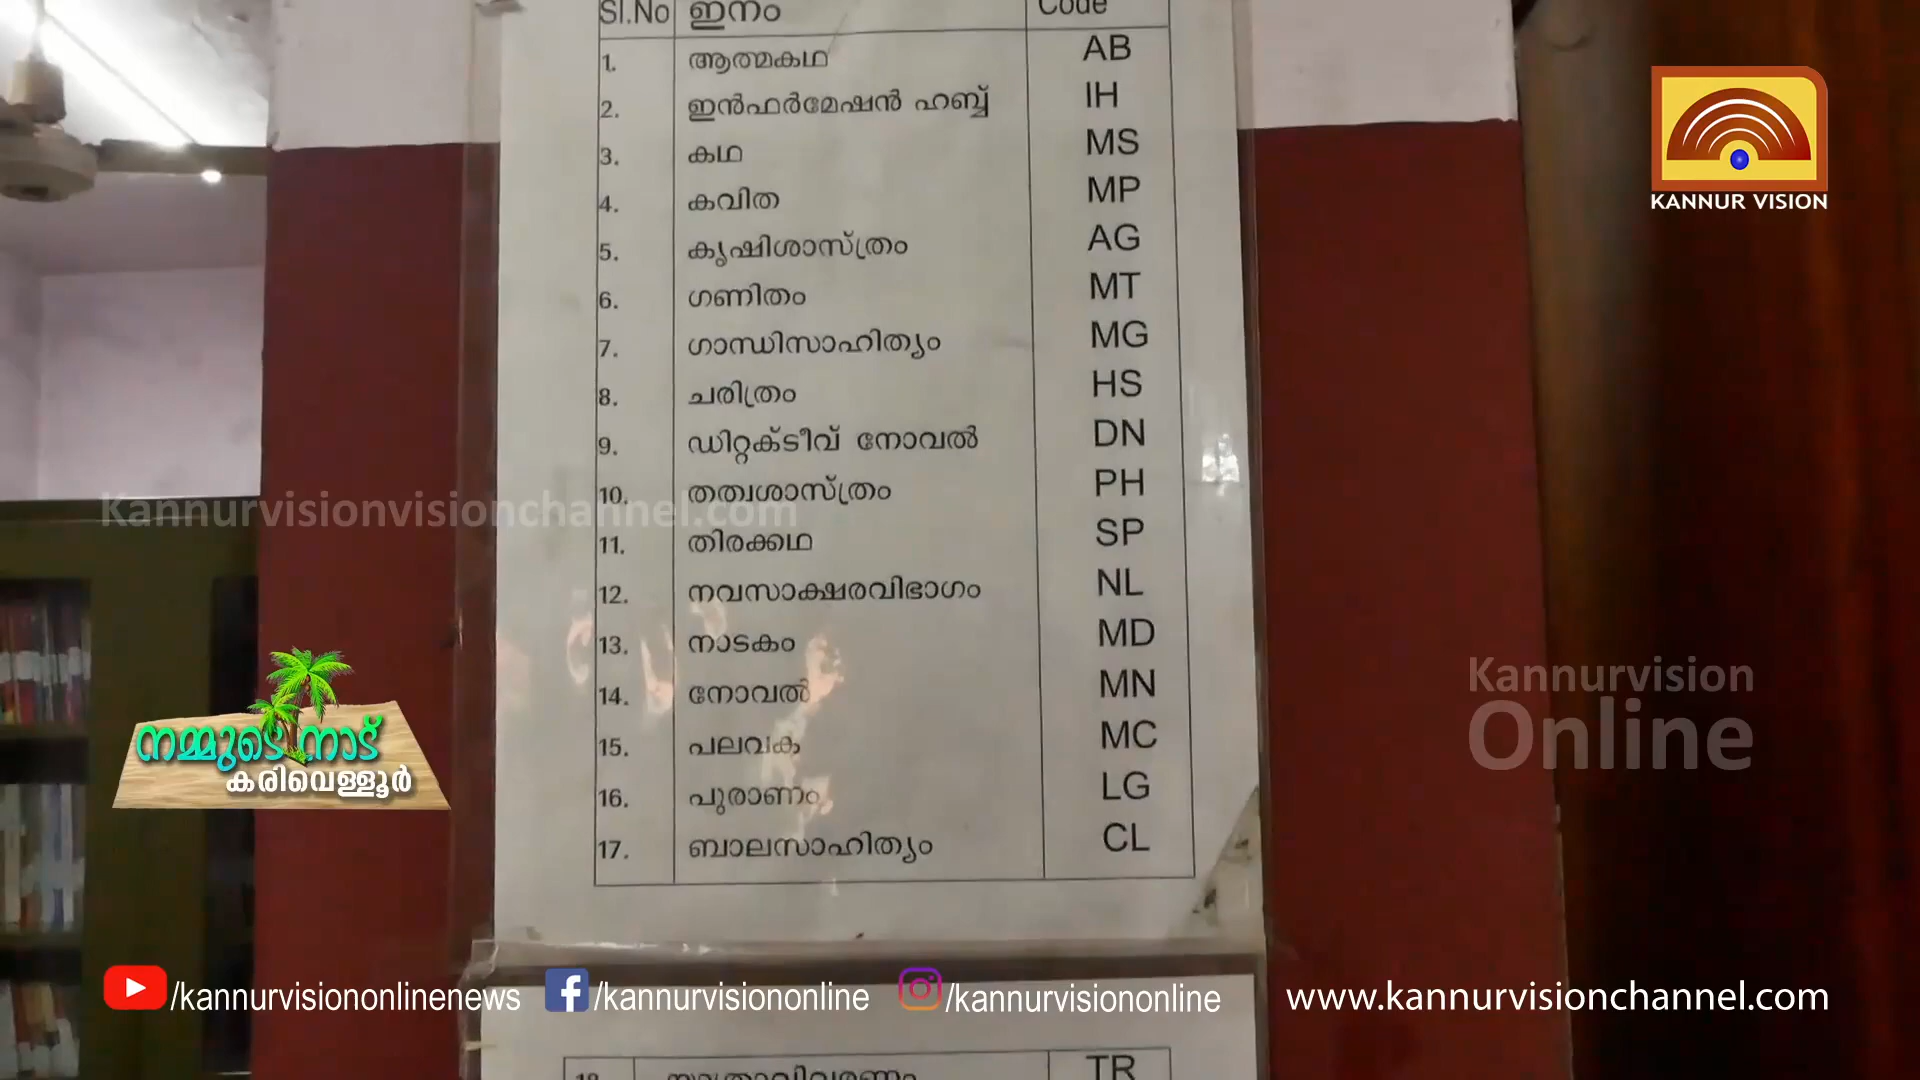 Sl.No ഇനം Code
1. ആത്മകഥ AB
2. ഇൻഫർമേഷൻ ഹബ്ബ് IH
3. കഥ MS
4. കവിത MP
5. കൃഷിശാസ്ത്രം AG
6. ഗണിതം MT
7. ഗാന്ധിസാഹിത്യം MG
8. ചരിത്രം HS
9. ഡിറ്റക്ടീവ് നോവൽ DN
10. തത്വശാസ്ത്രം PH
11. തിരക്കഥ SP
12. നവസാക്ഷരവിഭാഗം NL
13. നാടകം MD
14. നോവൽ MN
15. പലവക MC
16. പുരാണം LG
17. ബാലസാഹിത്യം CL
18. യാത്രാവിവരണം TR
KANNUR VISION
Kannurvisionvisionchannel.com
Kannurvision
Online
നമ്മുടെ നാട്
കരിവെള്ളൂർ
/kannurvisiononlinenews /kannurvisiononline /kannurvisiononline www.kannurvisionchannel.com